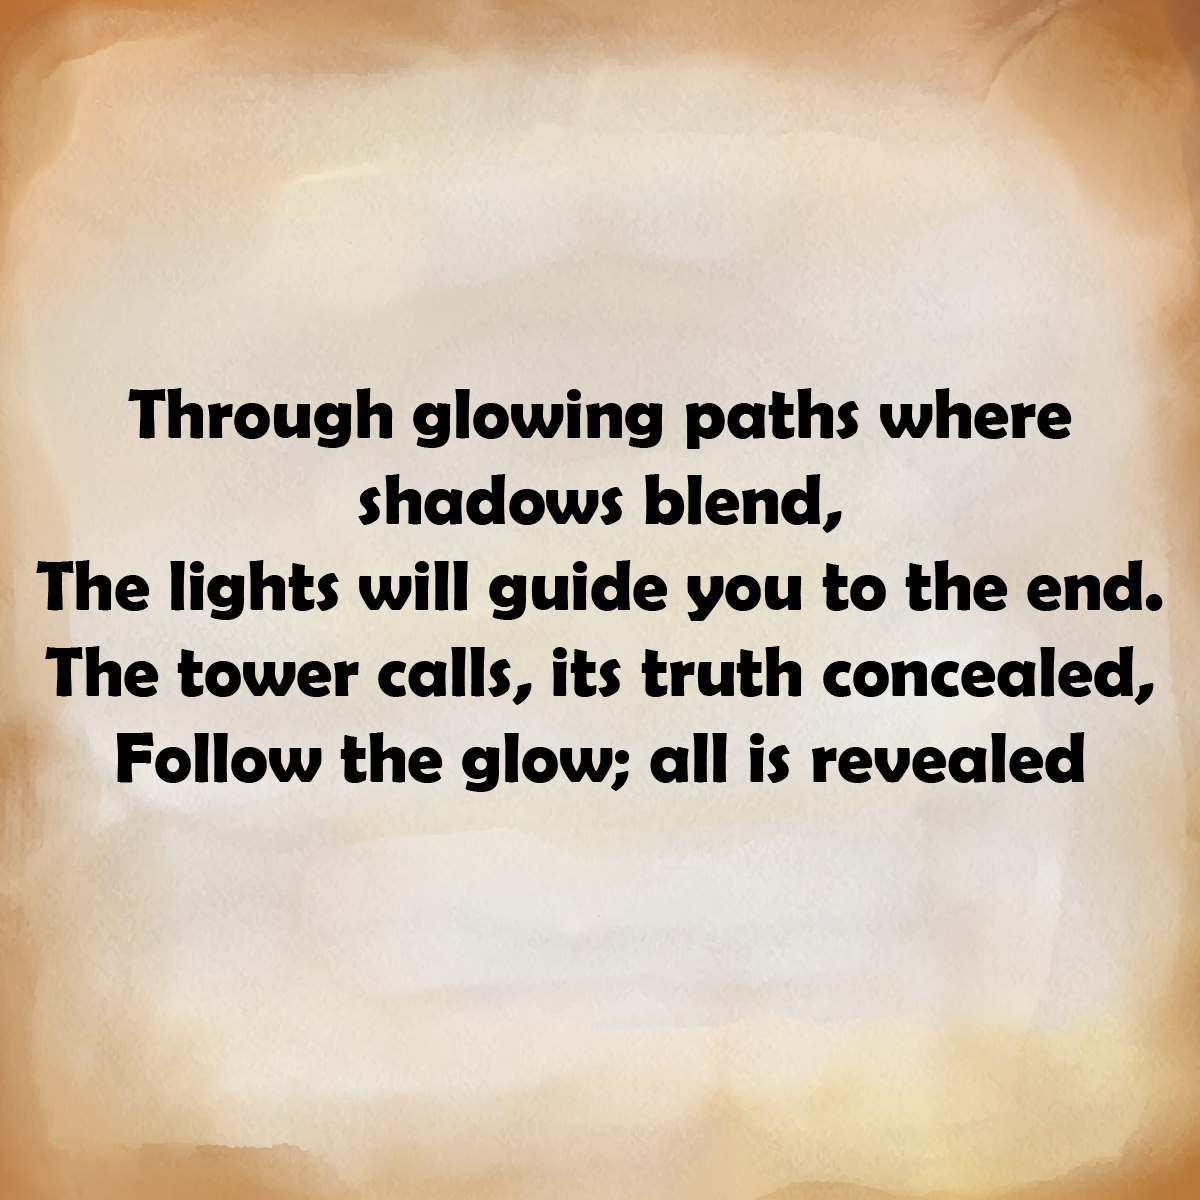 Through glowing paths where
shadows blend,
The lights will guide you to the end.
The tower calls, its truth concealed,
Follow the glow; all is revealed